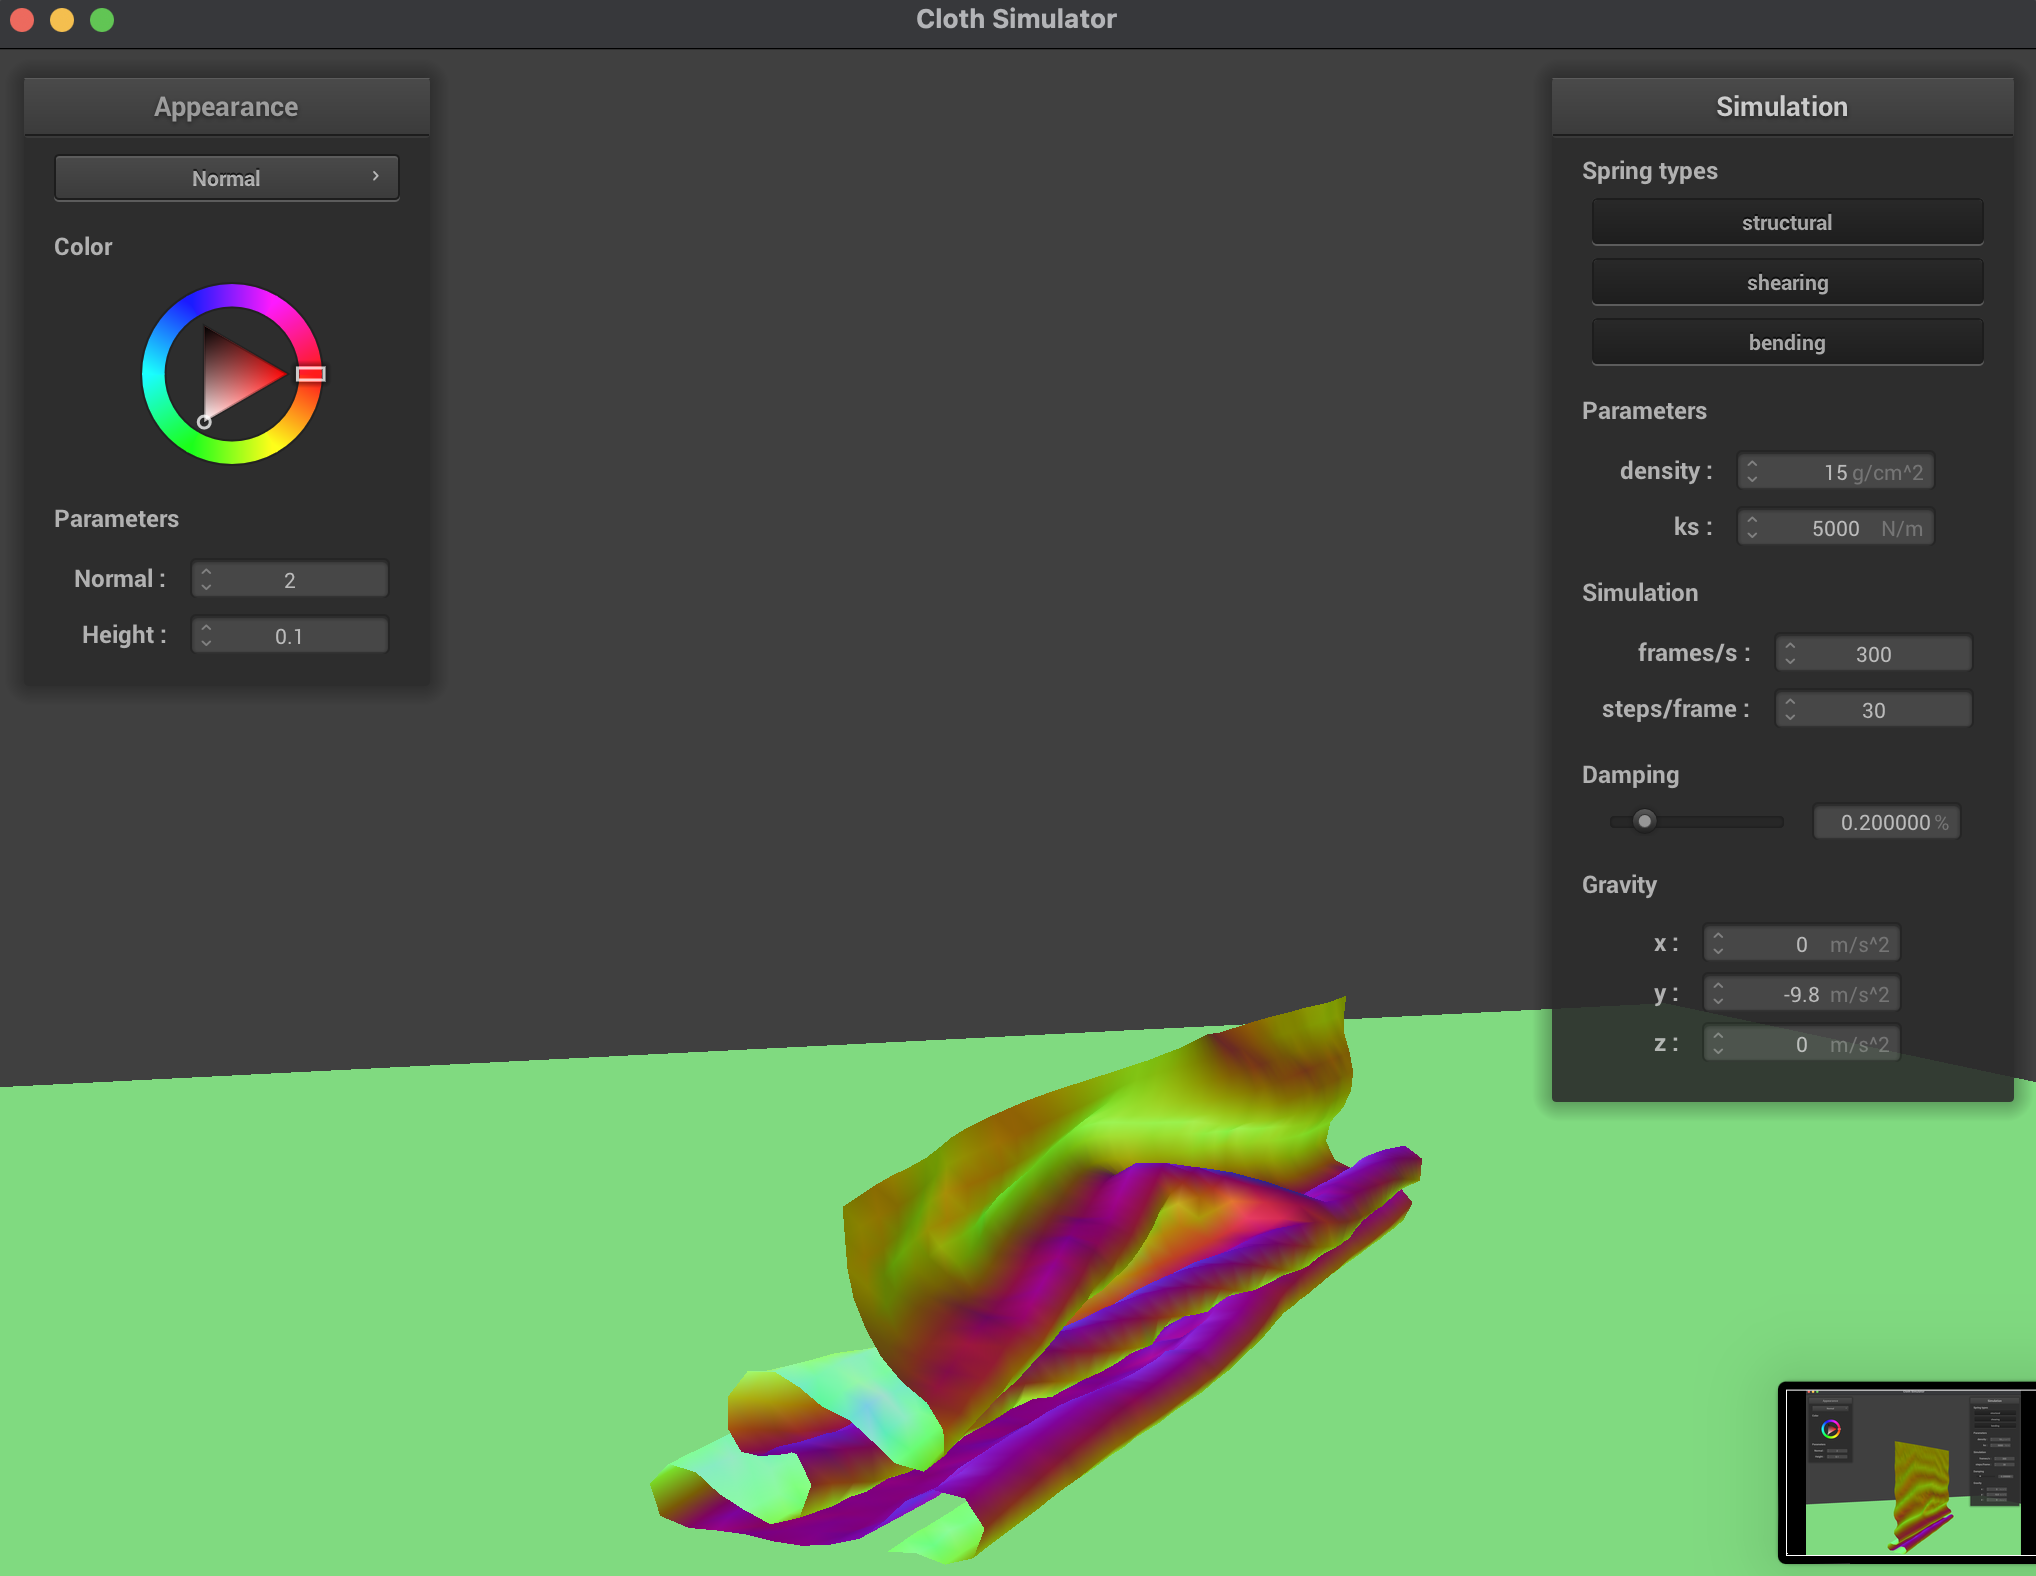 Cloth Simulator
Appearance
Normal
Color
Parameters
Normal : 2
Height : 0.1
Simulation
Spring types
structural
shearing
bending
Parameters
density : 15 g/cm^2
ks : 5000 N/m
Simulation
frames/s : 300
steps/frame : 30
Damping
0.200000 %
Gravity
x : 0 m/s^2
y : -9.8 m/s^2
z : 0 m/s^2